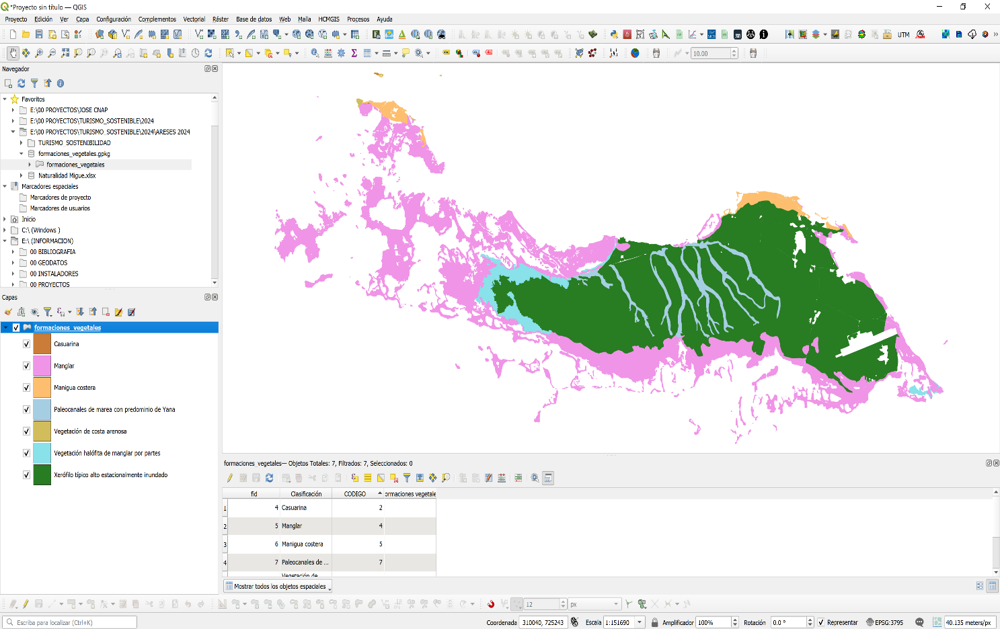 *Proyecto sin título — QGIS
Proyecto Edición Ver Capa Configuración Complementos Vectorial Ráster Base de datos Web Malla HCMGIS Procesos Ayuda
UTM
10.00
Navegador
Favoritos
E:\00 PROYECTOS\JOSE CNAP
E:\00 PROYECTOS\TURISMO_SOSTENIBLE\2024
E:\00 PROYECTOS\TURISMO_SOSTENIBLE\2024\ARESES 2024
TURISMO_SOSTENIBILIDAD
formaciones_vegetales.gpkg
formaciones_vegetales
Naturalidad Migue.xlsx
Marcadores espaciales
Marcadores de proyecto
Marcadores de usuarios
Inicio
C:\ (Windows )
E:\ (INFORMACION)
00 BIBLIOGRAFIA
00 GEODATOS
00 INSTALADORES
00 PROYECTOS
Capas
formaciones_vegetales
Casuarina
Manglar
Manigua costera
Paleocanales de marea con predominio de Yana
Vegetación de costa arenosa
Vegetación halófita de manglar por partes
Xerófilo típico alto estacionalmente inundado
formaciones_vegetales— Objetos Totales: 7, Filtrados: 7, Seleccionados: 0
fid Clasificación CODIGO ormaciones vegetale
1 4 Casuarina 2
2 5 Manglar 4
3 6 Manigua costera 5
4 7 Paleocanales de ... 7
Vegetación de
Mostrar todos los objetos espaciales
12 px
Escriba para localizar (Ctrl+K) Coordenada 310040, 725243 Escala 1:151690 Amplificador 100% Rotación 0.0 ° Representar EPSG:3795 40.135 meters/px